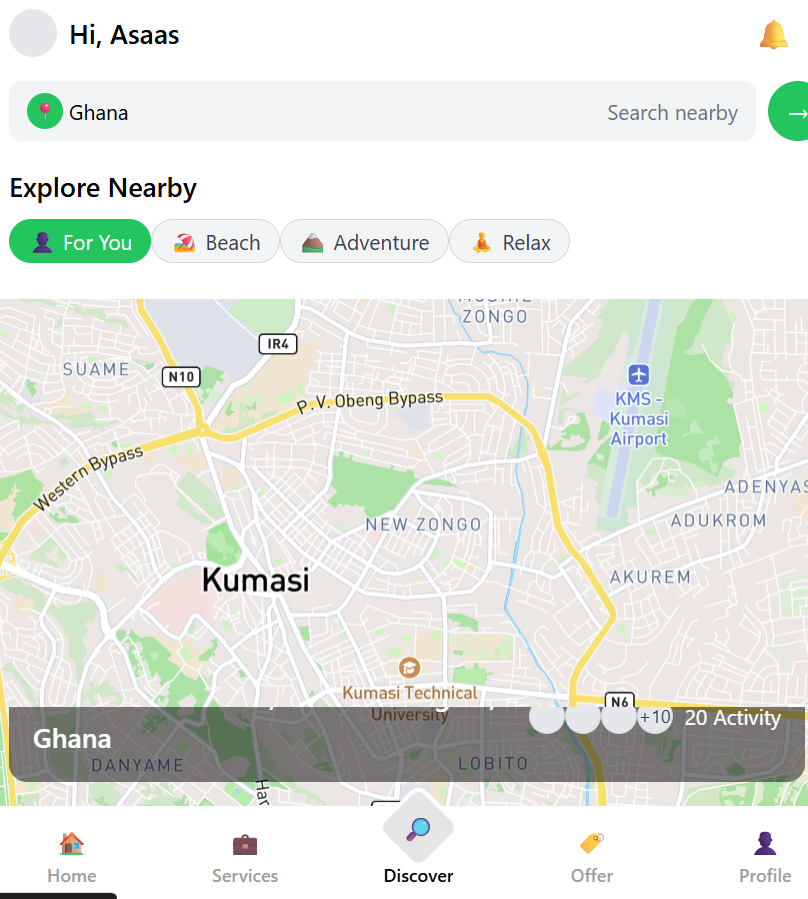 Hi, Asaas
Ghana
Search nearby
→
Explore Nearby
For You
Beach
Adventure
Relax
ZONGO
IR4
SUAME
N10
P.V. Obeng Bypass
KMS -
Kumasi
Airport
Western Bypass
ADENYAS
NEW ZONGO
ADUKROM
Kumasi
AKUREM
Kumasi Technical
University
N6
+10
20 Activity
Ghana
DANYAME
LOBITO
Har
Home
Services
Discover
Offer
Profile